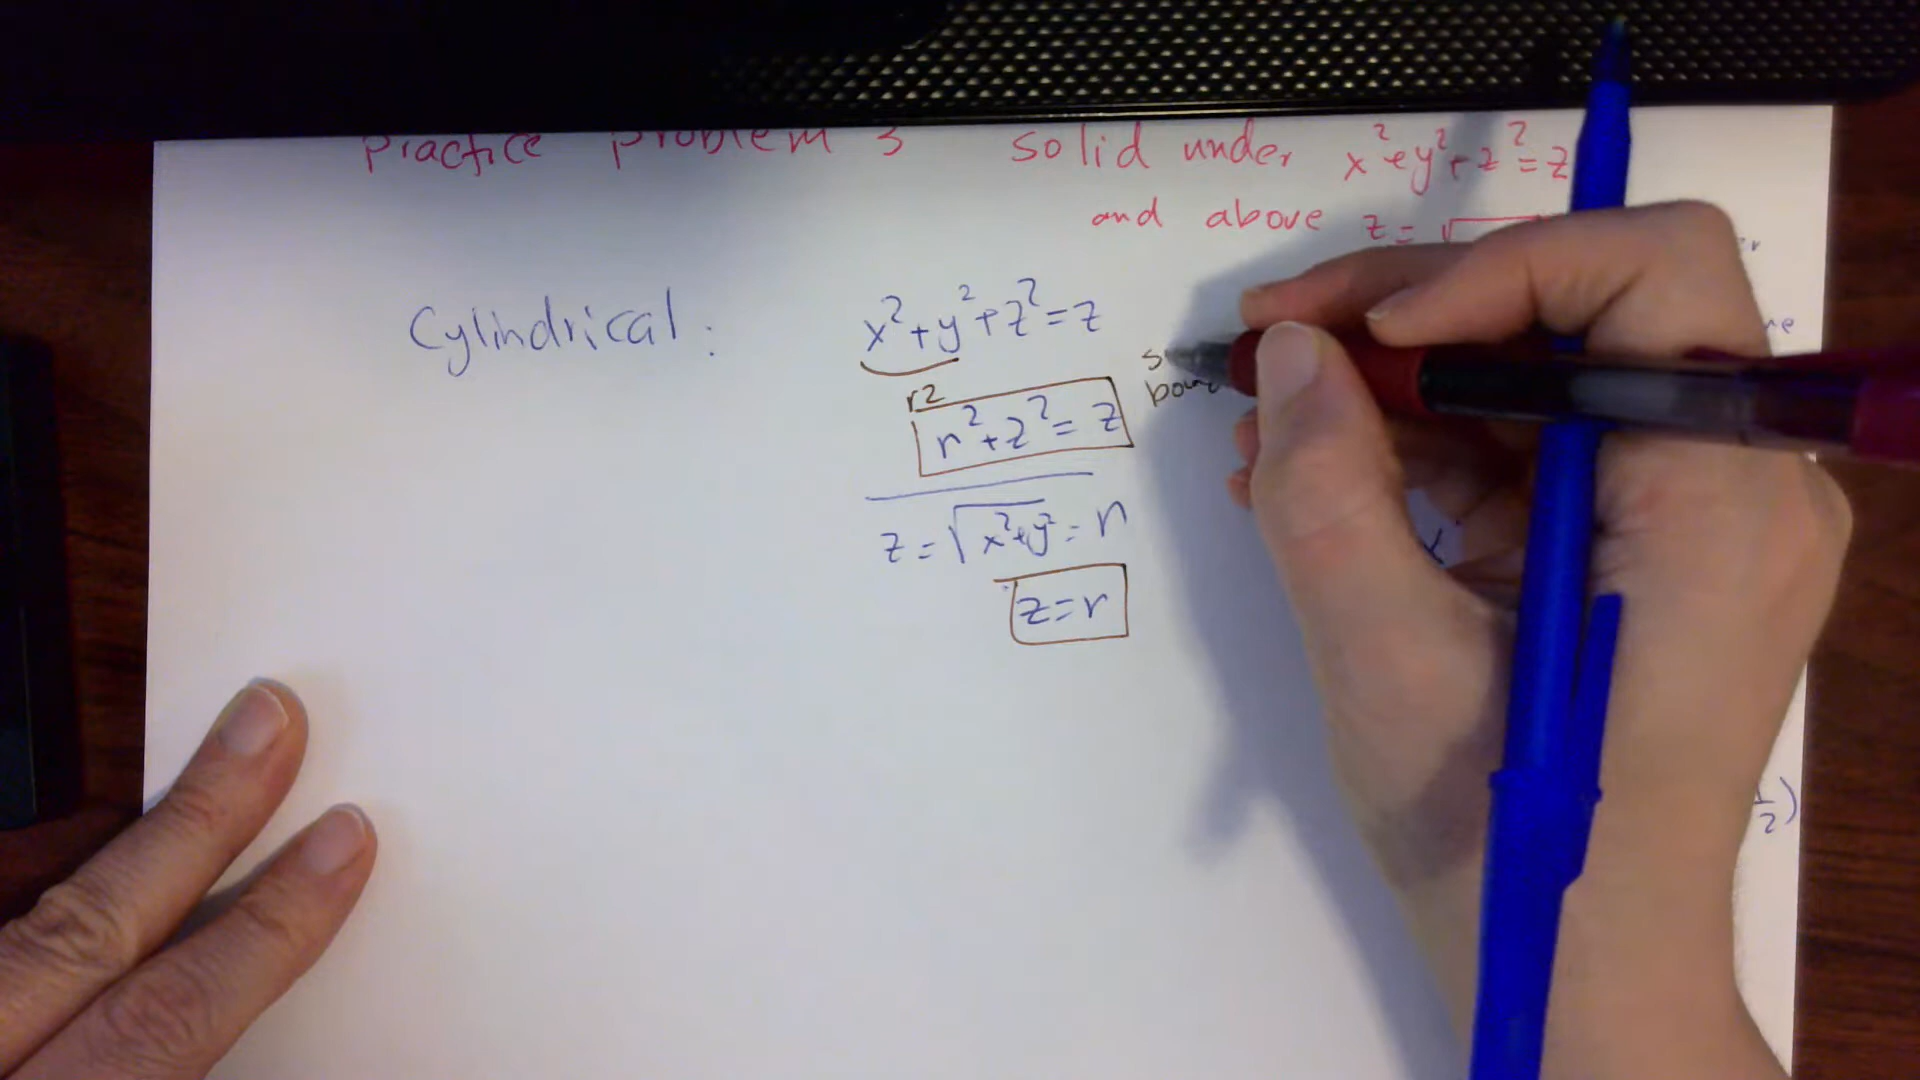 Practice Problem 3 solid under x²+y²+z²=z
and above z=√
Cylindrical: x²+y²+z²=z
r2
r²+z²=z
z=√x²+y²=r
z=r